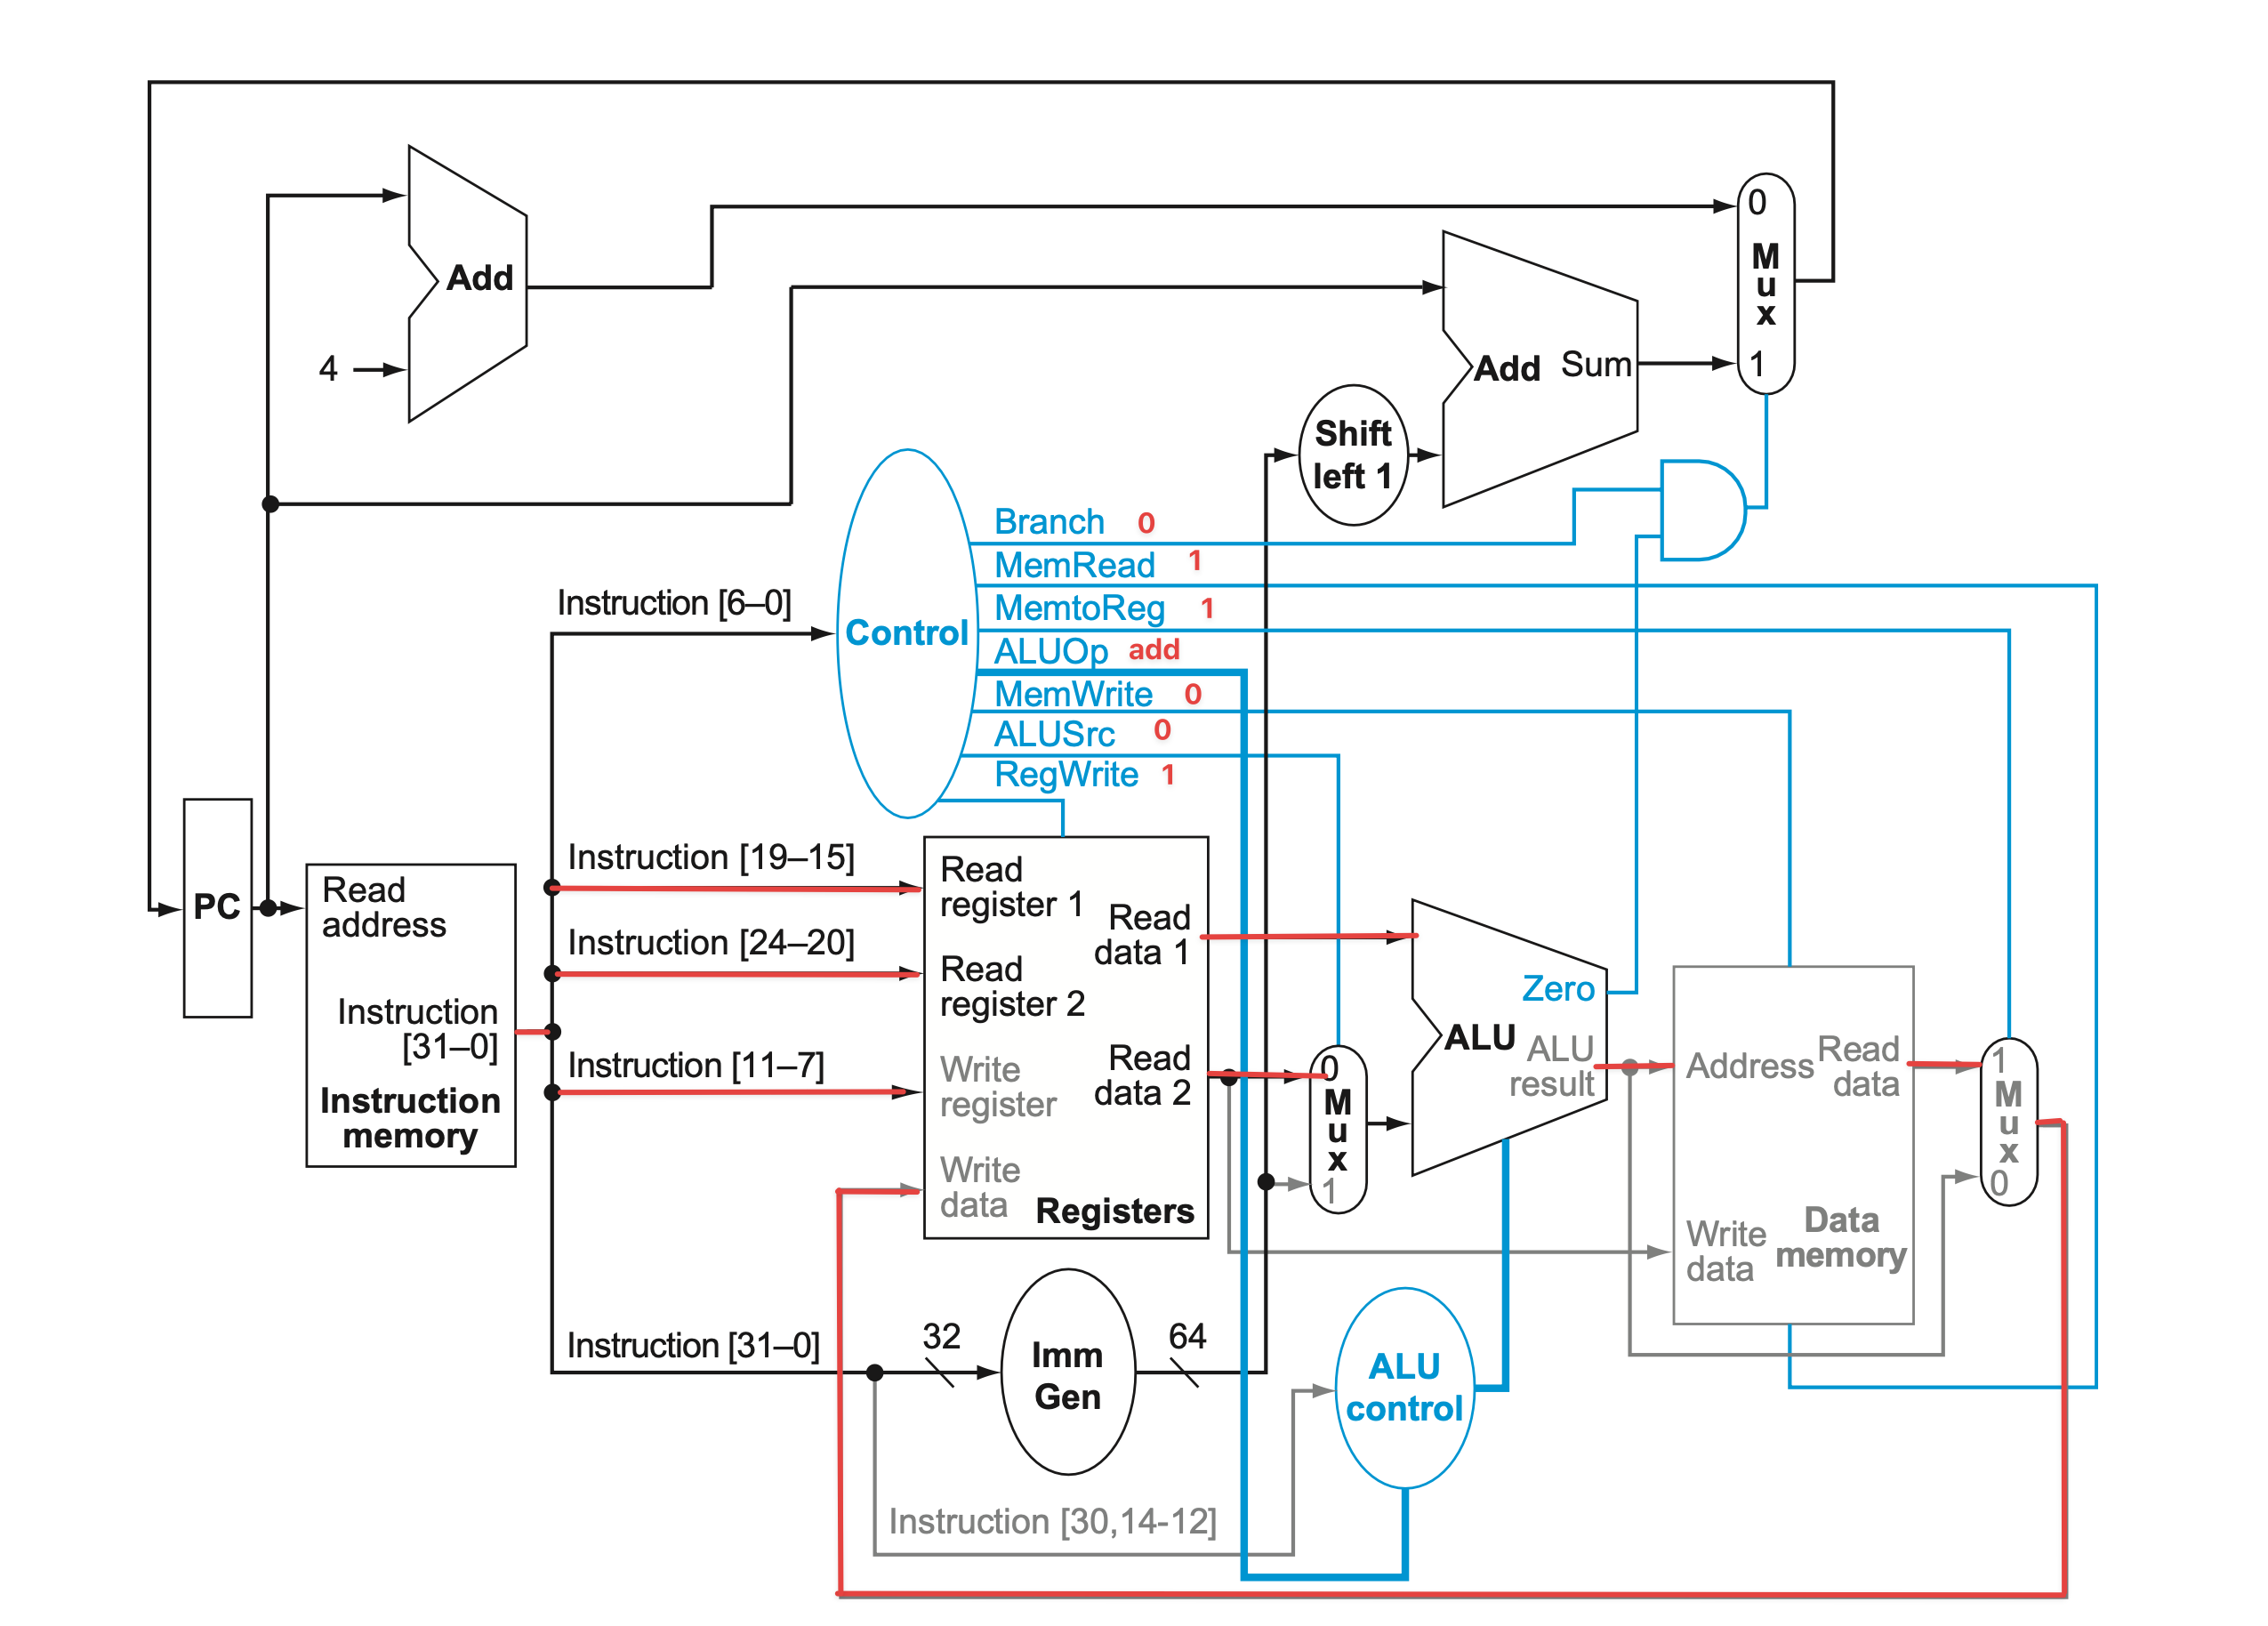 0
M
u
x
1
Add
4
Add Sum
Shift
left 1
Branch 0
MemRead 1
MemtoReg 1
ALUOp add
MemWrite 0
ALUSrc 0
RegWrite 1
Instruction [6–0]
Control
PC
Read
address
Instruction
[31–0]
Instruction
memory
Instruction [19–15]
Instruction [24–20]
Instruction [11–7]
Instruction [31–0]
Read
register 1
Read
register 2
Write
register
Write
data
Read
data 1
Read
data 2
Registers
0
M
u
x
1
Zero
ALU
ALU
result
Address
Read
data
Write
data
Data
memory
1
M
u
x
0
32
Imm
Gen
64
ALU
control
Instruction [30,14-12]